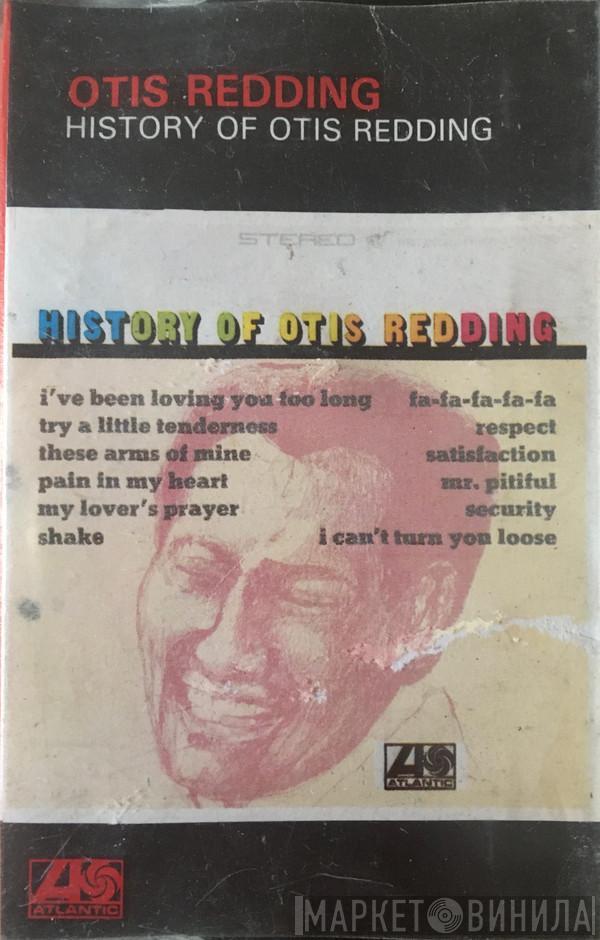 OTIS REDDING
HISTORY OF OTIS REDDING
STEREO
HISTORY OF OTIS REDDING
i've been loving you too long fa-fa-fa-fa-fa
try a little tenderness respect
these arms of mine satisfaction
pain in my heart mr. pitiful
my lover's prayer security
shake i can't turn you loose
ATLANTIC
ATLANTIC
МАРКЕТ ВИНИЛА